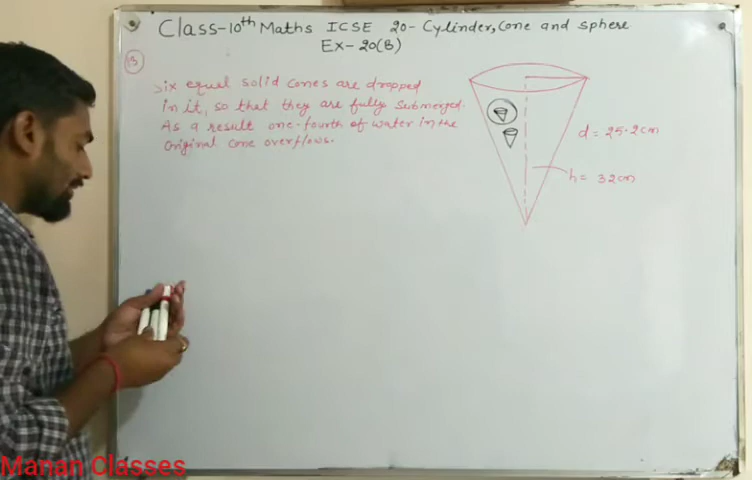 Class-10th Maths ICSE 20- Cylinder, Cone and sphere
Ex-20(B)
13
Six equal solid cones are dropped
in it, so that they are fully submerged.
As a result one-fourth of water in the
original cone overflows.
d = 25.2cm
h = 32cm
Manan Classes